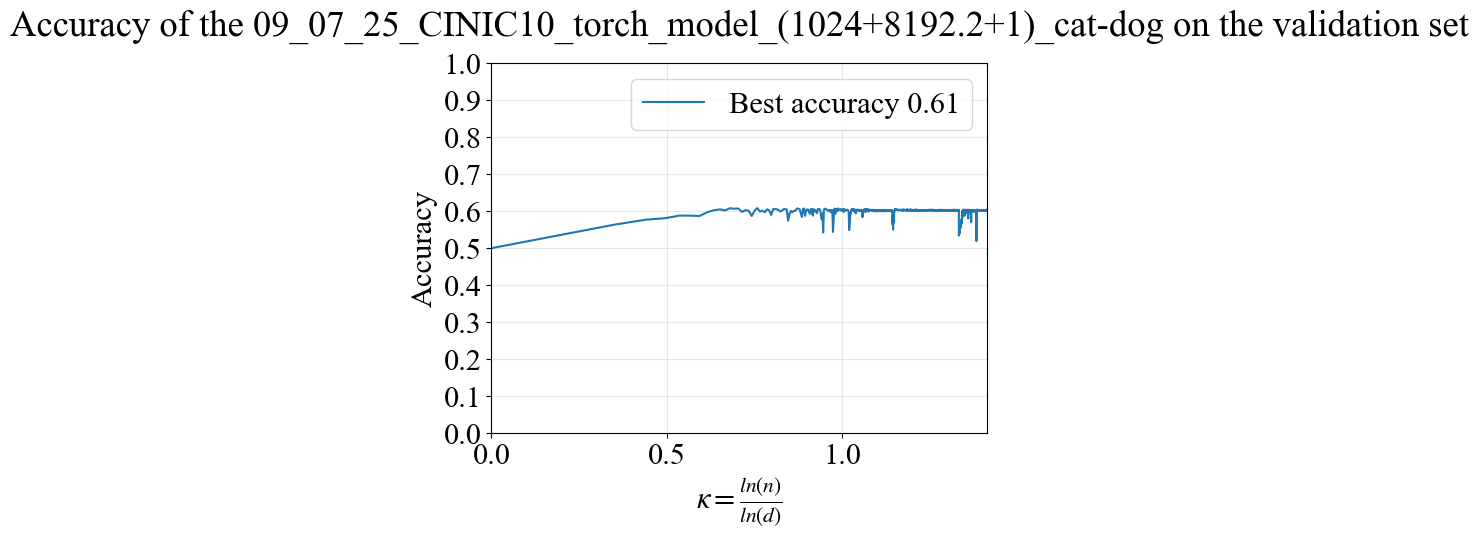 Accuracy of the 09_07_25_CINIC10_torch_model_(1024+8192.2+1)_cat-dog on the validation set
Best accuracy 0.61
Accuracy
1.0
0.9
0.8
0.7
0.6
0.5
0.4
0.3
0.2
0.1
0.0
0.0 0.5 1.0
κ = ln(n)/ln(d)